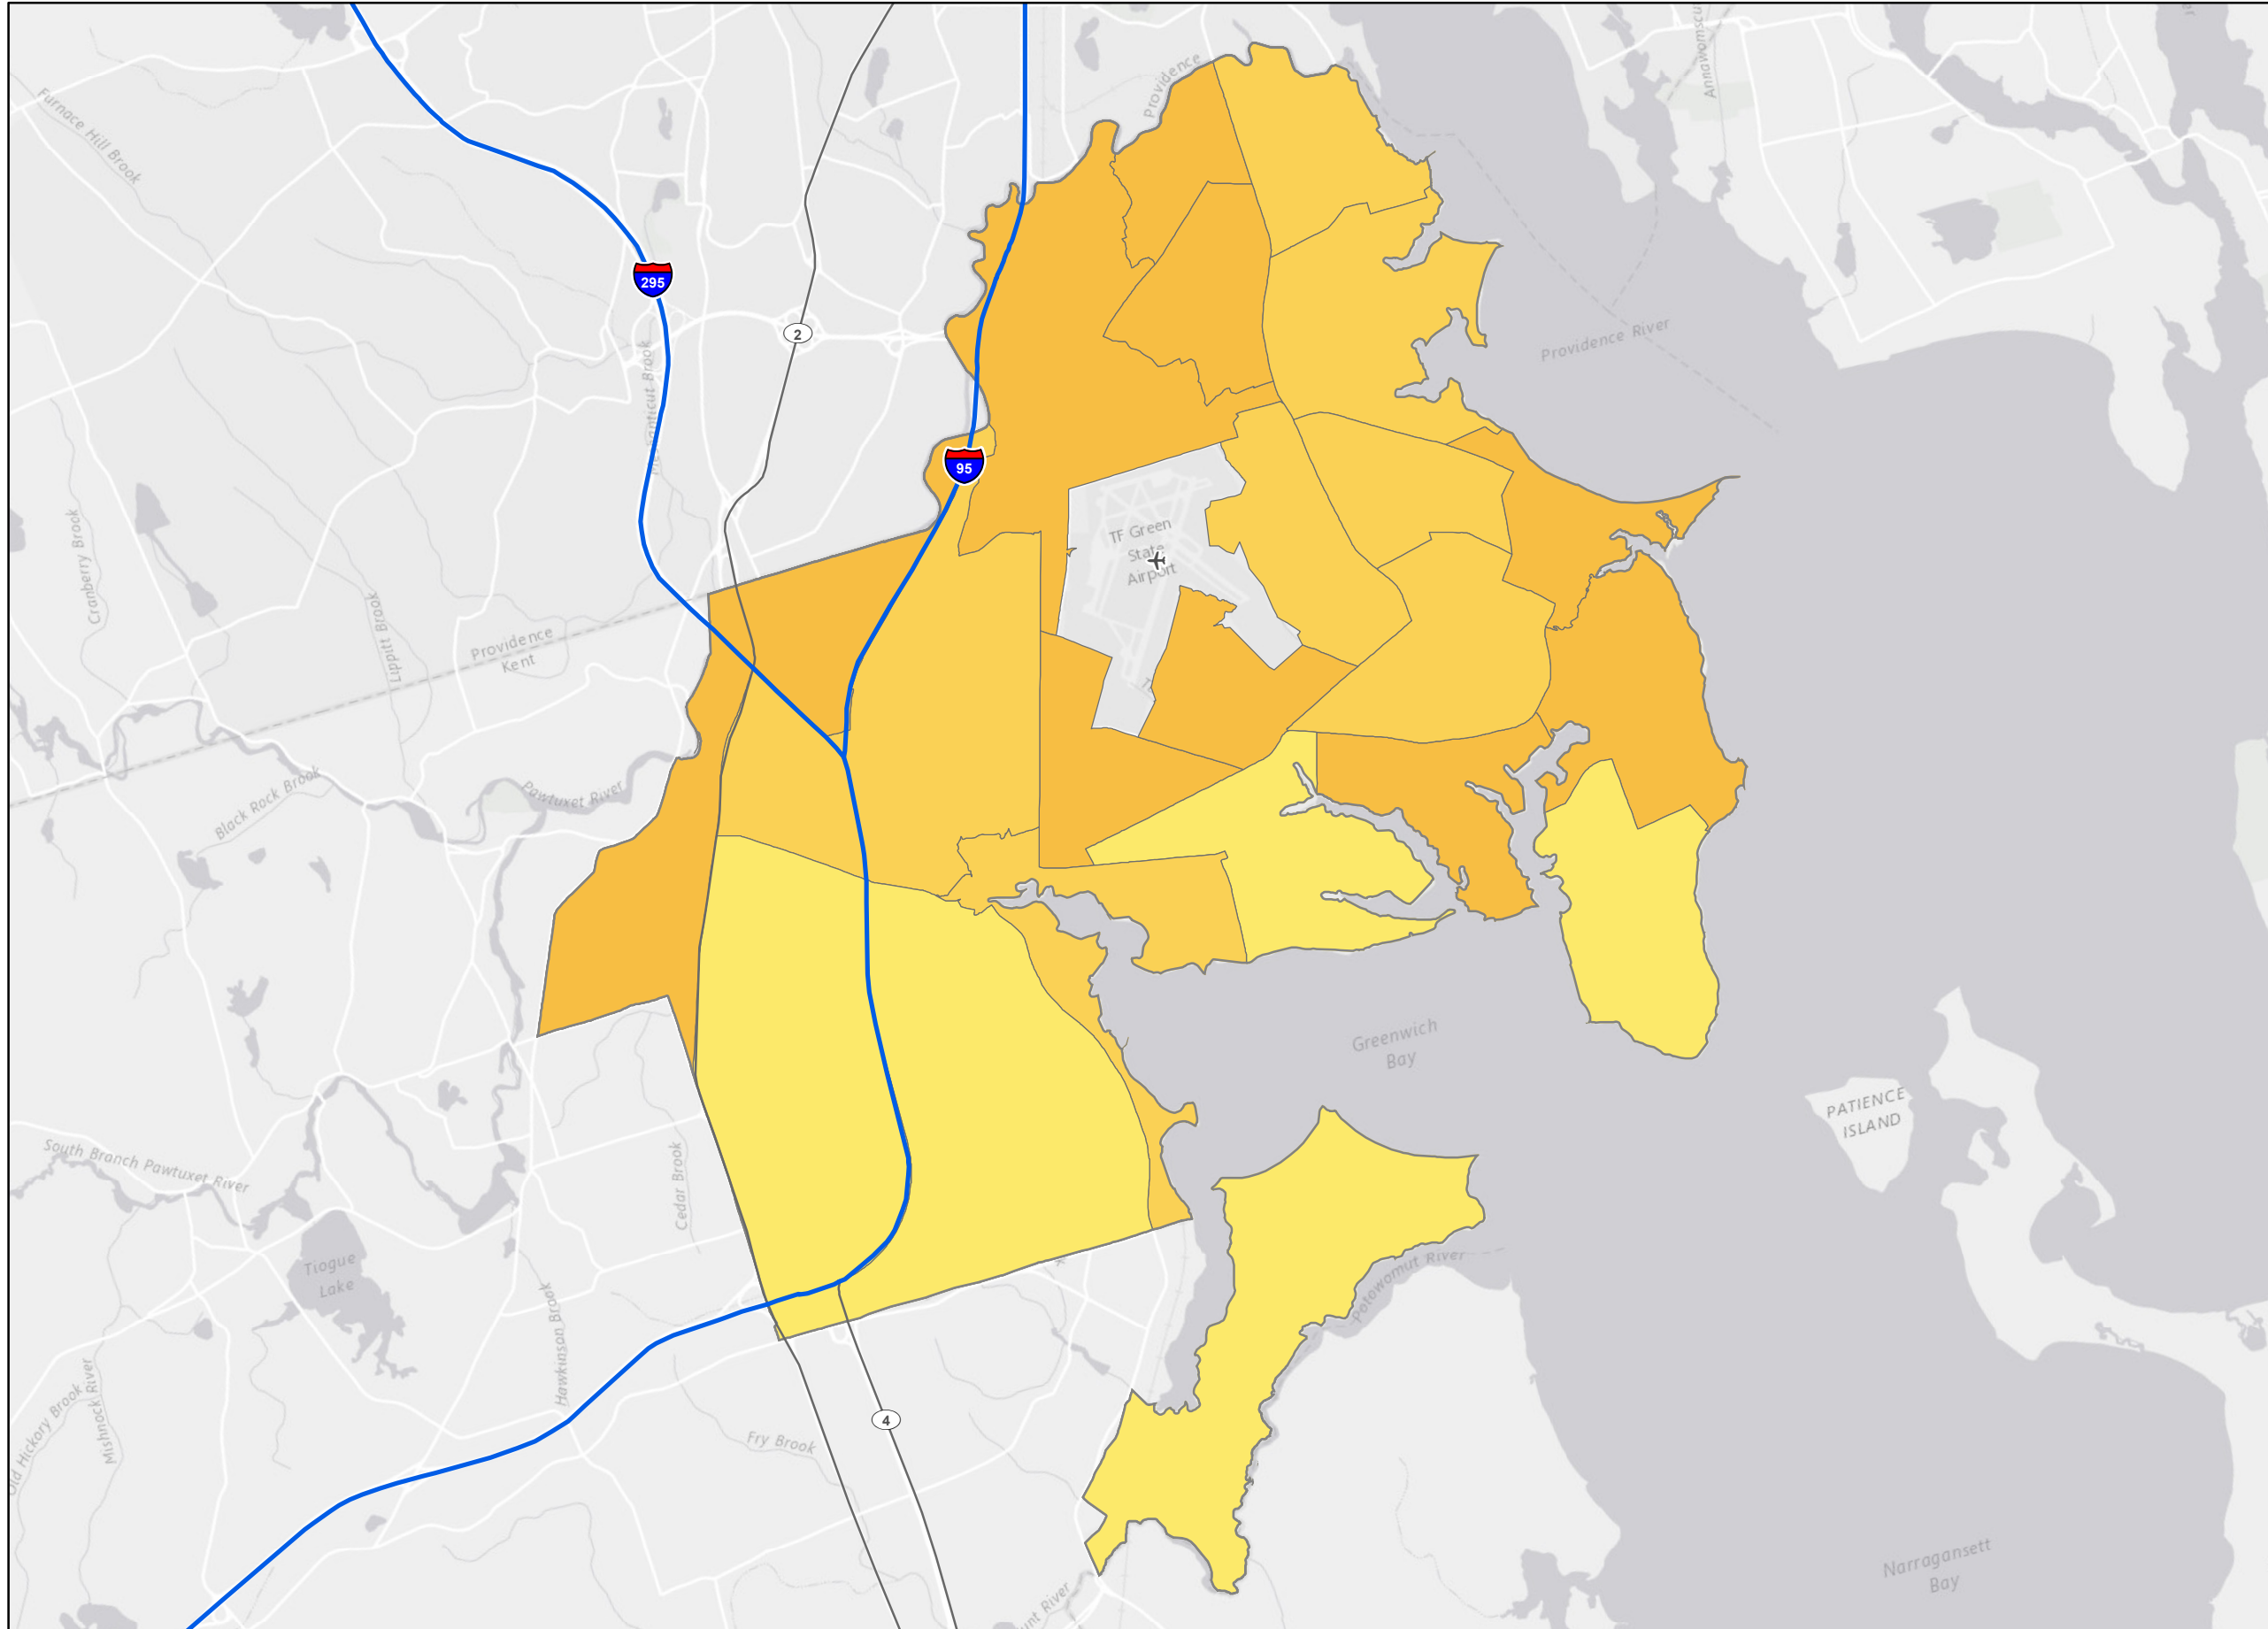 Furnace Hill Brook
Providence
295
2
Providence River
95
TF Green
State
Airport
Cranberry Brook
Lippitt Brook
Providence
Kent
Black Rock Brook
Pawtuxet River
Greenwich
Bay
PATIENCE
ISLAND
South Branch Pawtuxet River
Cedar Brook
Tiogue
Lake
Hawkinson Brook
Potowomut River
Mishnock River
Old Hickory Brook
4
Fry Brook
Narragansett
Bay
River